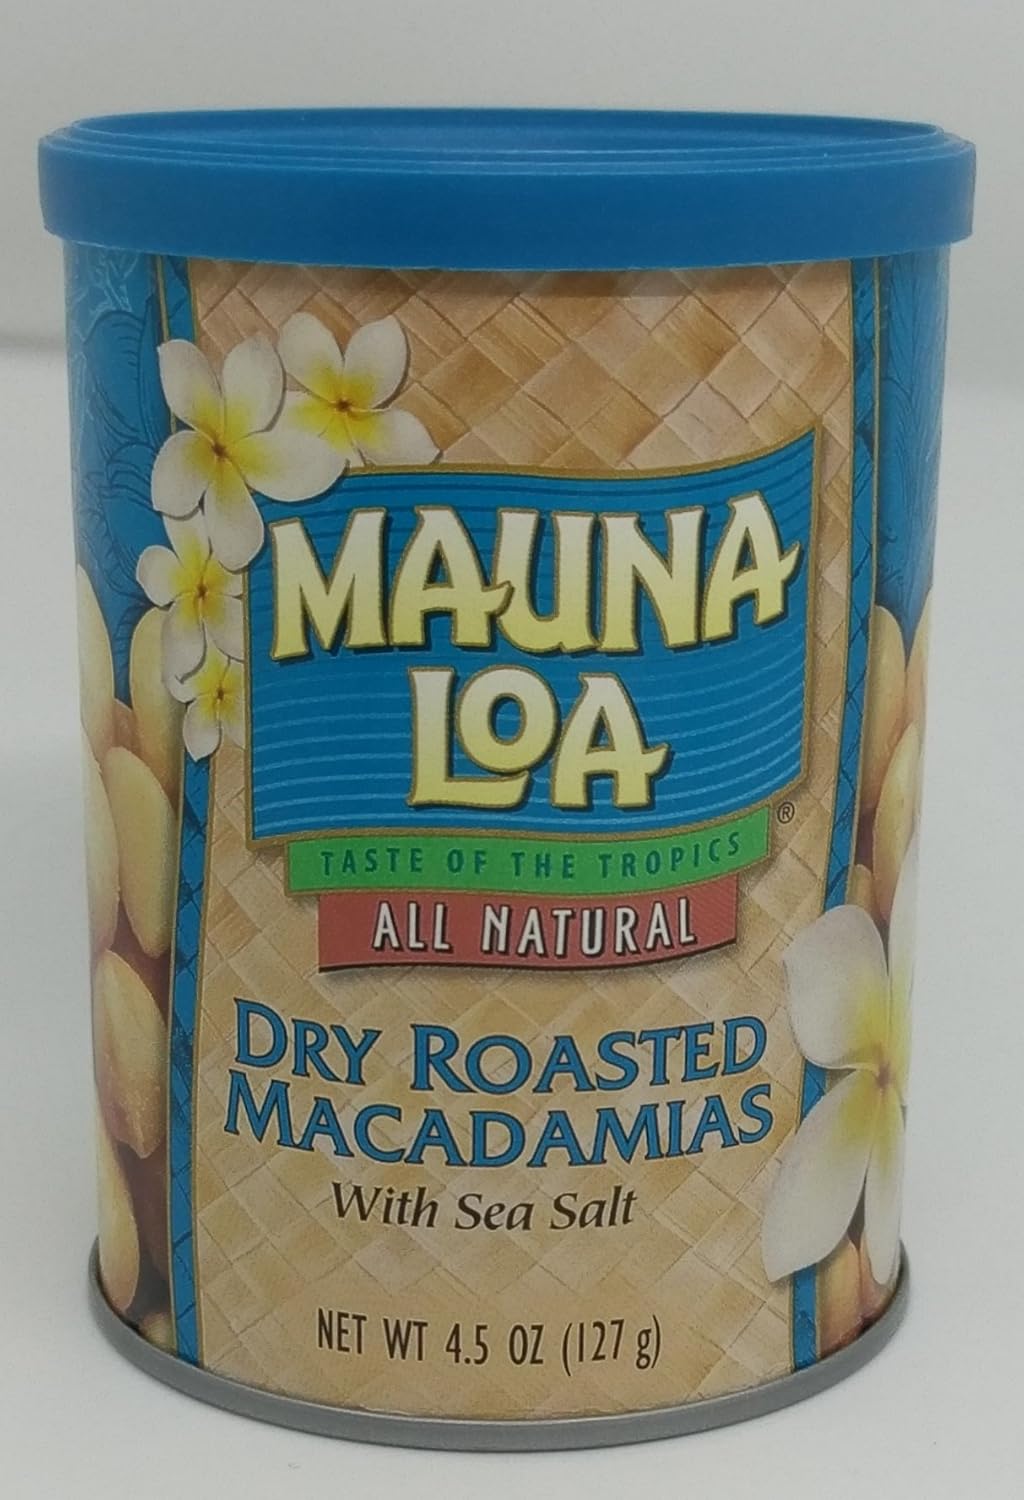 MAUNA
LOA
®
TASTE OF THE TROPICS
ALL NATURAL
DRY ROASTED
MACADAMIAS
With Sea Salt
NET WT 4.5 OZ (127 g)